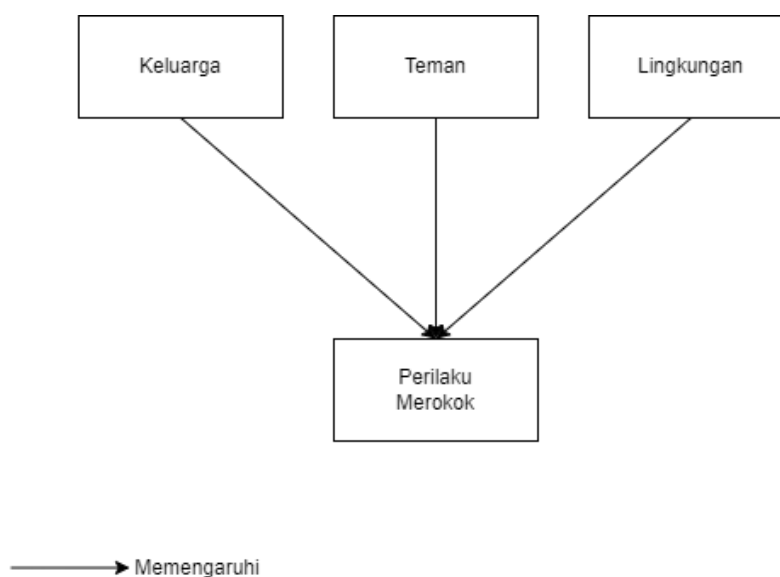 Keluarga
Teman
Lingkungan
Perilaku
Merokok
Memengaruhi